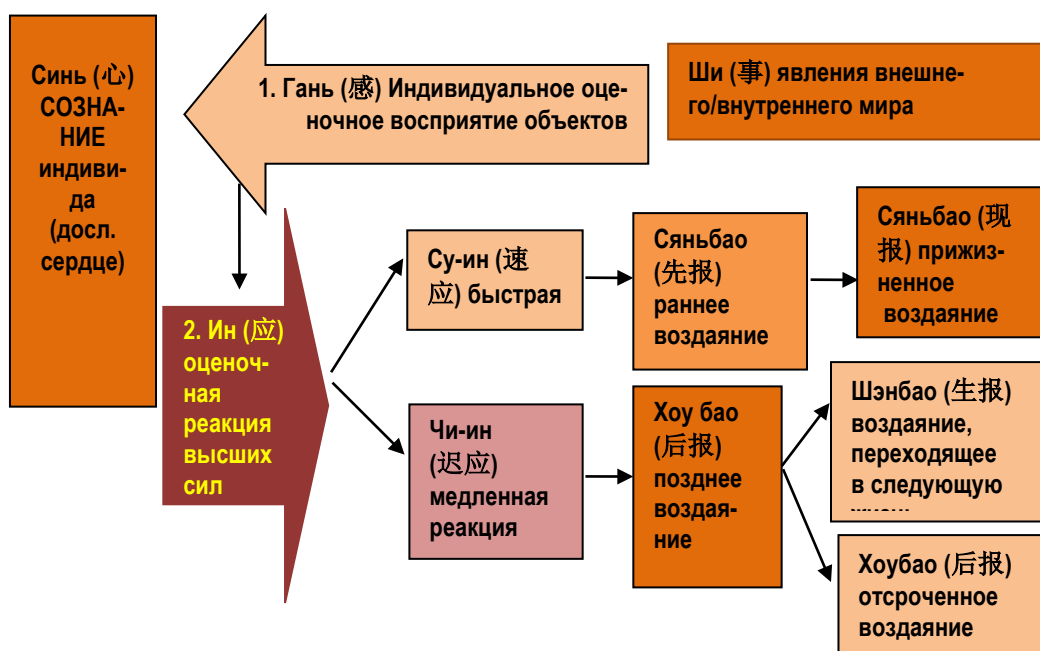 Синь (心)
СОЗНА-
НИЕ
индиви-
да
(досл.
сердце)
1. Гань (感) Индивидуальное оце-
ночное восприятие объектов
Ши (事) явления внешне-
го/внутреннего мира
2. Ин (应)
оценоч-
ная
реакция
высших
сил
Су-ин (速
应) быстрая
Сяньбао
(先报)
раннее
воздаяние
Сяньбао (现
报) прижиз-
ненное
воздаяние
Чи-ин
(迟应)
медленная
реакция
Хоу бао
(后报)
позднее
воздая-
ние
Шэнбао (生报)
воздаяние,
переходящее
в следующую
Хоубао (后报)
отсроченное
воздаяние